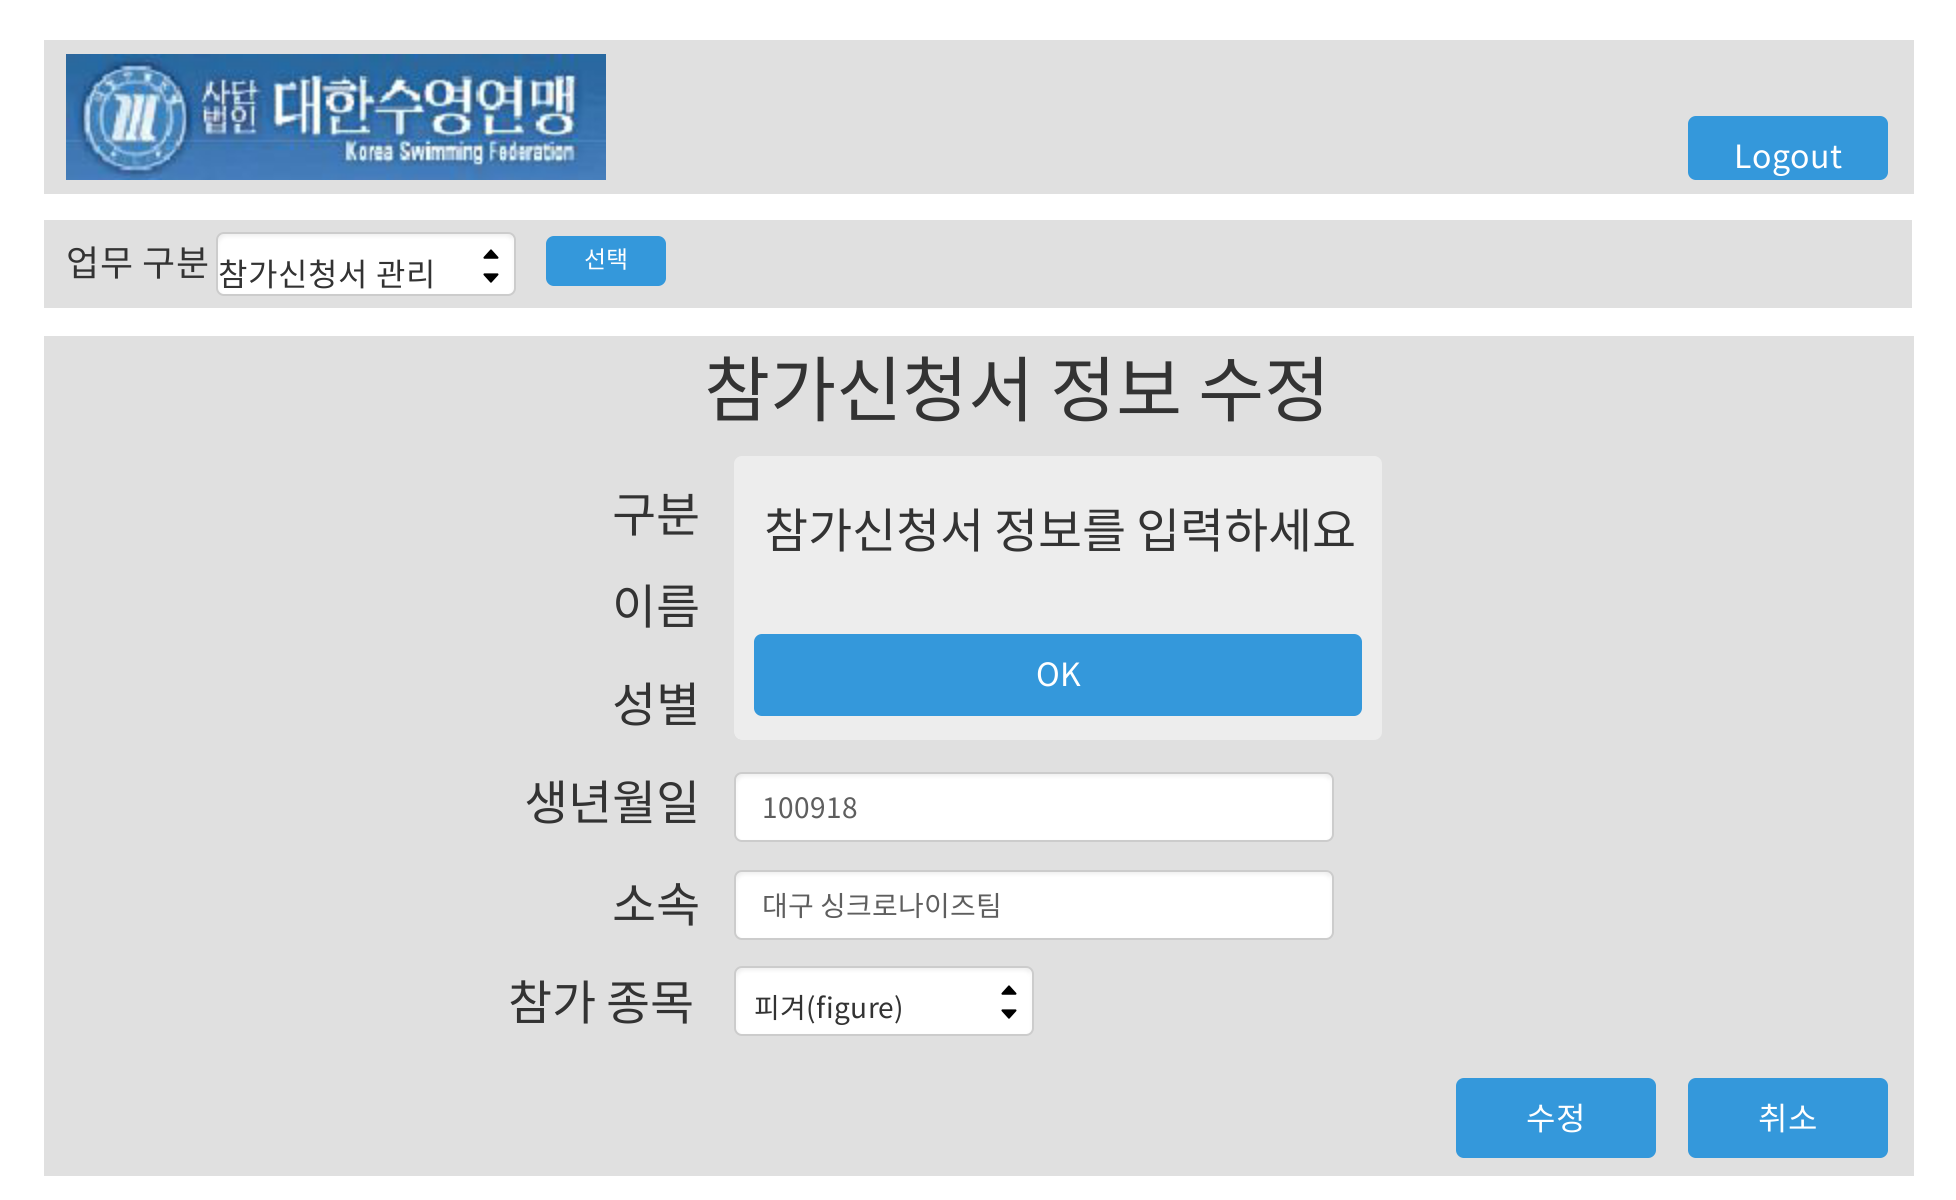 사단
법인 대한수영연맹
Korea Swimming Federation
Logout
업무 구분 참가신청서 관리 선택
참가신청서 정보 수정
구분
참가신청서 정보를 입력하세요
이름
OK
성별
생년월일 100918
소속 대구 싱크로나이즈팀
참가 종목 피겨(figure)
수정 취소